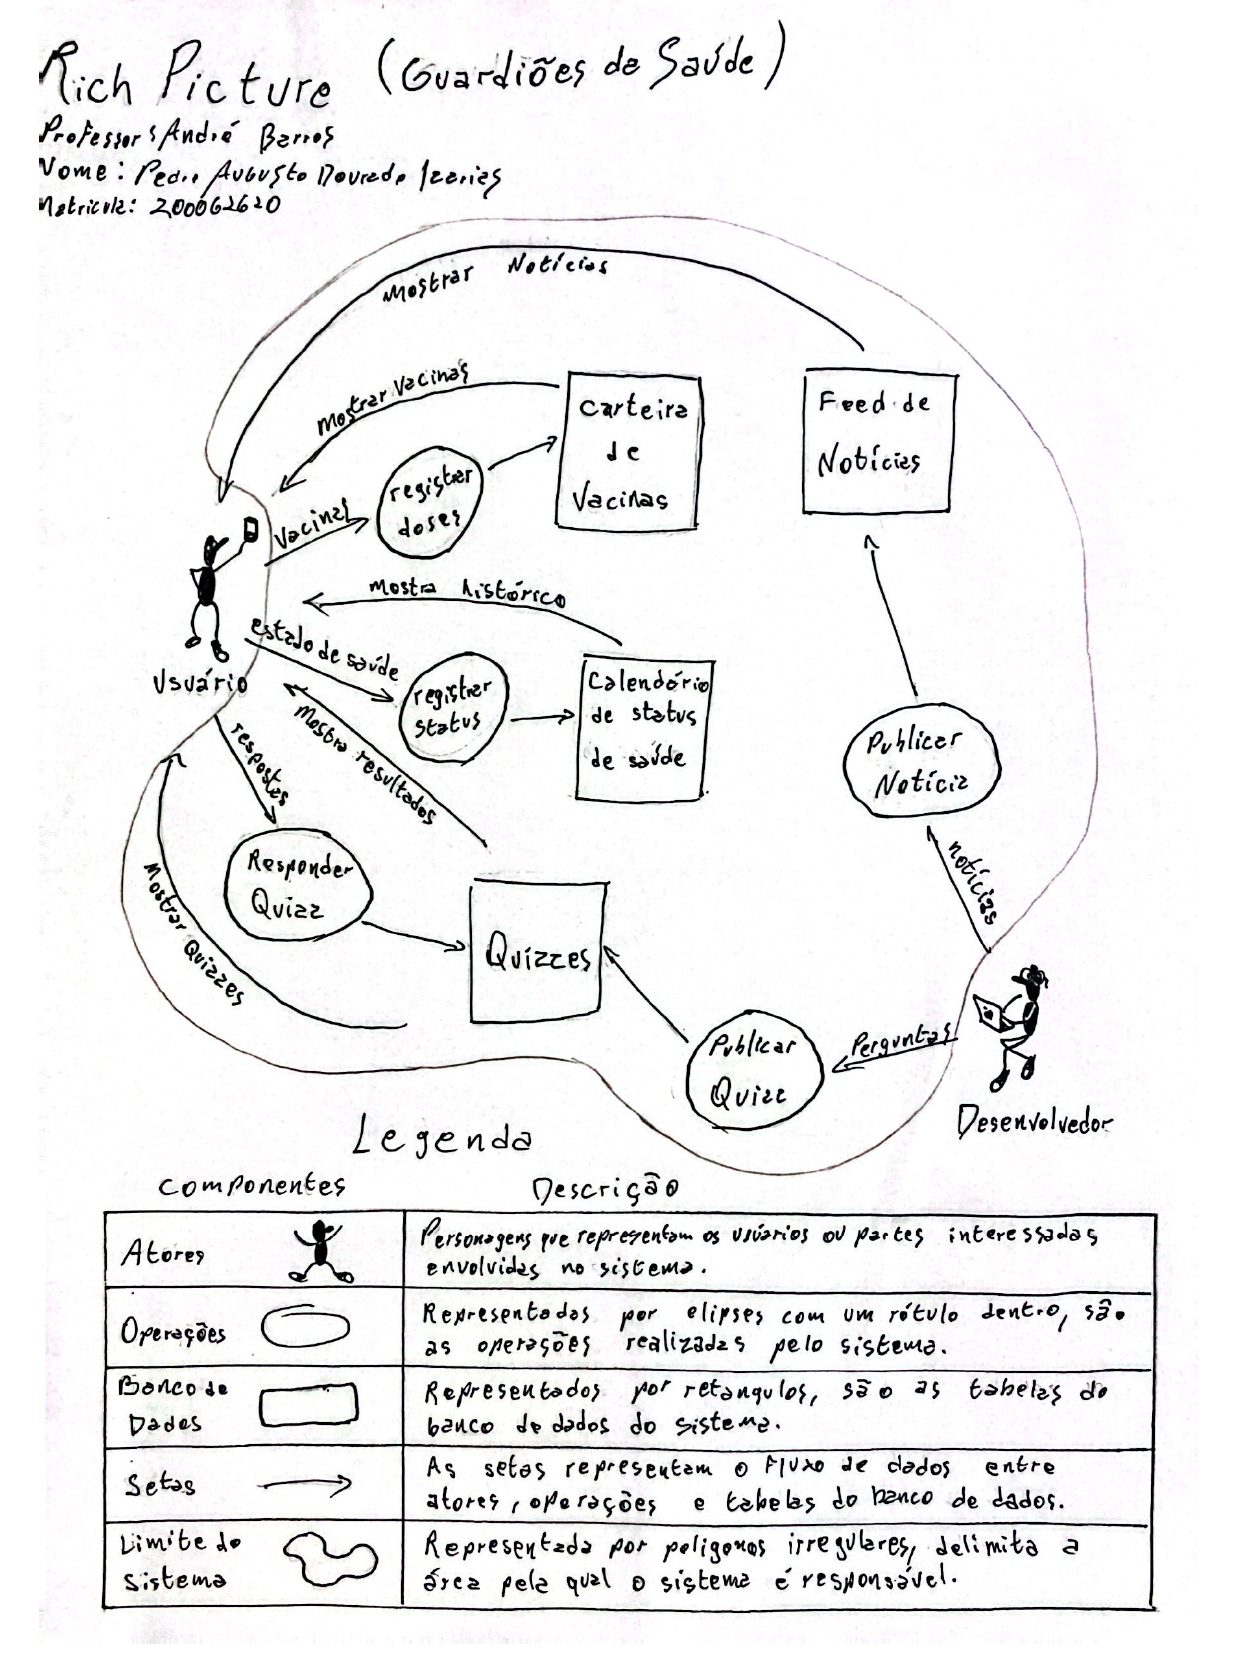 Rich Picture (Guardiões de Saúde)
Professor: André Barros
Nome: Pedro Augusto Dourado Izarias
Matricula: 200062620
Mostrar Notícias
Mostrar Vacinas
Carteira
de
Vacinas
Feed de
Notícias
registrar
doses
Vacinas
mostra histórico
estado de saúde
Usuário
registrar
status
Calendário
de status
de saúde
Mostra resultados
respostas
Publicar
Notícia
notícias
Responder
Quizz
Mostrar Quizzes
Quizzes
Publicar
Quizz
Perguntas
Desenvolvedor
Legenda
Componentes Descrição
Atores
Personagens que representam os usuários ou partes interessadas
envolvidas no sistema.
Operações
Representadas por elipses com um rótulo dentro, são
as operações realizadas pelo sistema.
Banco de
Dados
Representados por retangulos, são as tabelas do
banco de dados do sistema.
Setas
As setas representam o fluxo de dados entre
atores, operações e tabelas do banco de dados.
Limite do
sistema
Representada por poligonos irregulares, delimita a
área pela qual o sistema é responsável.